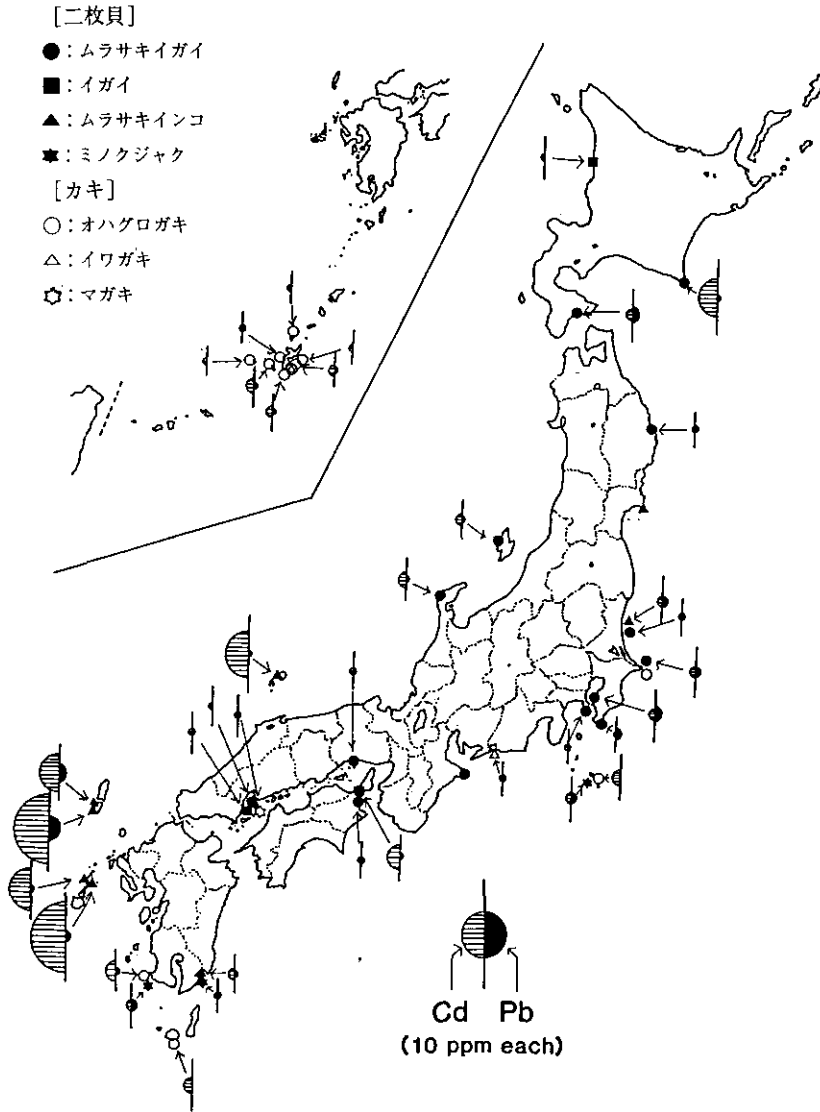 [二枚貝]
●:ムラサキイガイ
■:イガイ
▲:ムラサキインコ
★:ミノクジャク
[カキ]
○:オハグロガキ
△:イワガキ
✡:マガキ
Cd Pb
(10 ppm each)